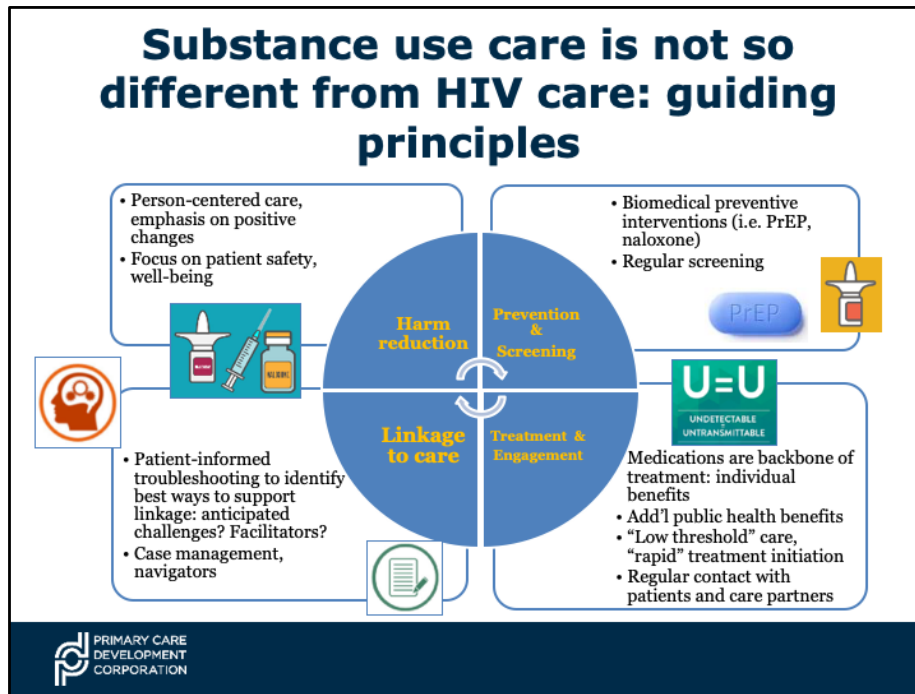 Substance use care is not so
different from HIV care: guiding
principles
• Person-centered care,
emphasis on positive
changes
• Focus on patient safety,
well-being
• Biomedical preventive
interventions (i.e. PrEP,
naloxone)
• Regular screening
PrEP
Harm
reduction
Prevention
&
Screening
Linkage
to care
Treatment &
Engagement
• Patient-informed
troubleshooting to identify
best ways to support
linkage: anticipated
challenges? Facilitators?
• Case management,
navigators
U=U
UNDETECTABLE
UNTRANSMITTABLE
Medications are backbone of
treatment: individual
benefits
• Add'l public health benefits
• “Low threshold” care,
“rapid” treatment initiation
• Regular contact with
patients and care partners
PRIMARY CARE
DEVELOPMENT
CORPORATION